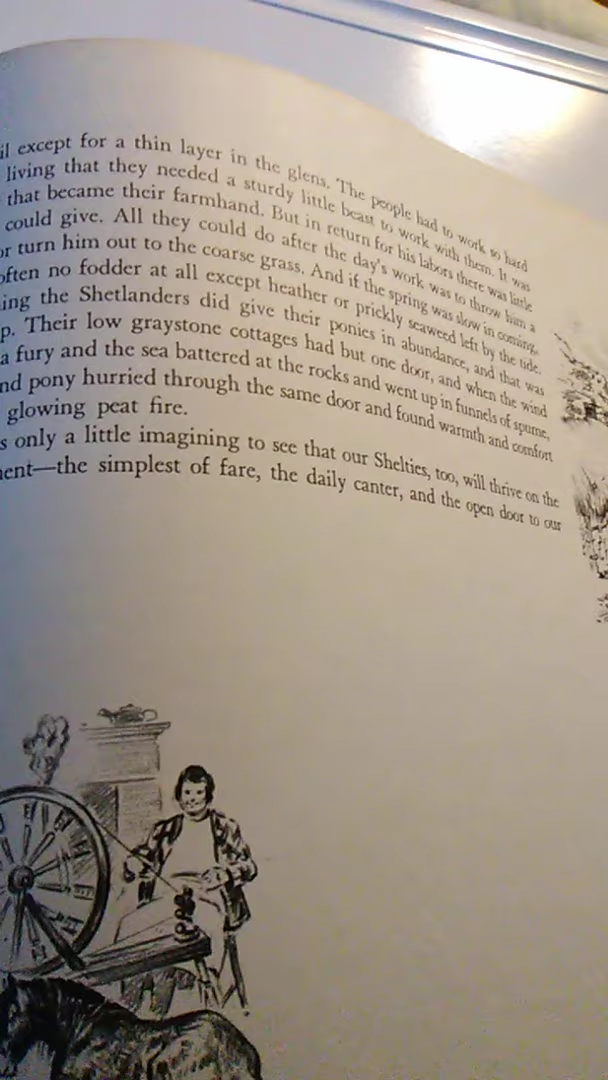 il except for a thin layer in the glens. The people had to work so hard
living that they needed a sturdy little beast to work with them. It was
that became their farmhand. But in return for his labors there was little
could give. All they could do after the day's work was to throw him a
or turn him out to the coarse grass. And if the spring was slow in coming,
often no fodder at all except heather or prickly seaweed left by the tide.
ing the Shetlanders did give their ponies in abundance, and that was
p. Their low graystone cottages had but one door, and when the wind
a fury and the sea battered at the rocks and went up in funnels of spume,
nd pony hurried through the same door and found warmth and comfort
glowing peat fire.
s only a little imagining to see that our Shelties, too, will thrive on the
ent—the simplest of fare, the daily canter, and the open door to our